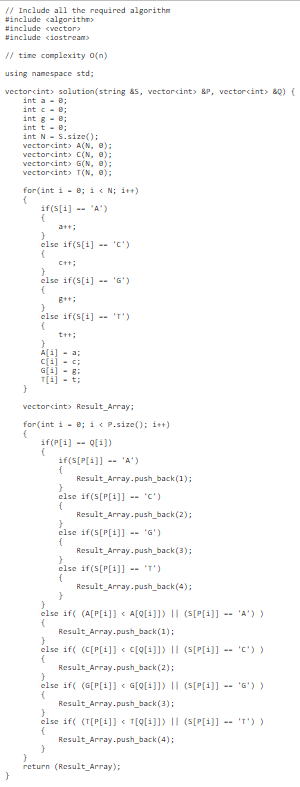 // Include all the required algorithm
#include <algorithm>
#include <vector>
#include <iostream>
// time complexity O(n)
using namespace std;
vector<int> solution(string &S, vector<int> &P, vector<int> &Q) {
int a = 0;
int c = 0;
int g = 0;
int t = 0;
int N = S.size();
vector<int> A(N, 0);
vector<int> C(N, 0);
vector<int> G(N, 0);
vector<int> T(N, 0);
for(int i = 0; i < N; i++)
{
if(S[i] == 'A')
{
a++;
}
else if(S[i] == 'C')
{
c++;
}
else if(S[i] == 'G')
{
g++;
}
else if(S[i] == 'T')
{
t++;
}
A[i] = a;
C[i] = c;
G[i] = g;
T[i] = t;
}
vector<int> Result_Array;
for(int i = 0; i < P.size(); i++)
{
if(P[i] == Q[i])
{
if(S[P[i]] == 'A')
{
Result_Array.push_back(1);
}
else if(S[P[i]] == 'C')
{
Result_Array.push_back(2);
}
else if(S[P[i]] == 'G')
{
Result_Array.push_back(3);
}
else if(S[P[i]] == 'T')
{
Result_Array.push_back(4);
}
}
else if( (A[P[i]] < A[Q[i]]) || (S[P[i]] == 'A') )
{
Result_Array.push_back(1);
}
else if( (C[P[i]] < C[Q[i]]) || (S[P[i]] == 'C') )
{
Result_Array.push_back(2);
}
else if( (G[P[i]] < G[Q[i]]) || (S[P[i]] == 'G') )
{
Result_Array.push_back(3);
}
else if( (T[P[i]] < T[Q[i]]) || (S[P[i]] == 'T') )
{
Result_Array.push_back(4);
}
}
return (Result_Array);
}